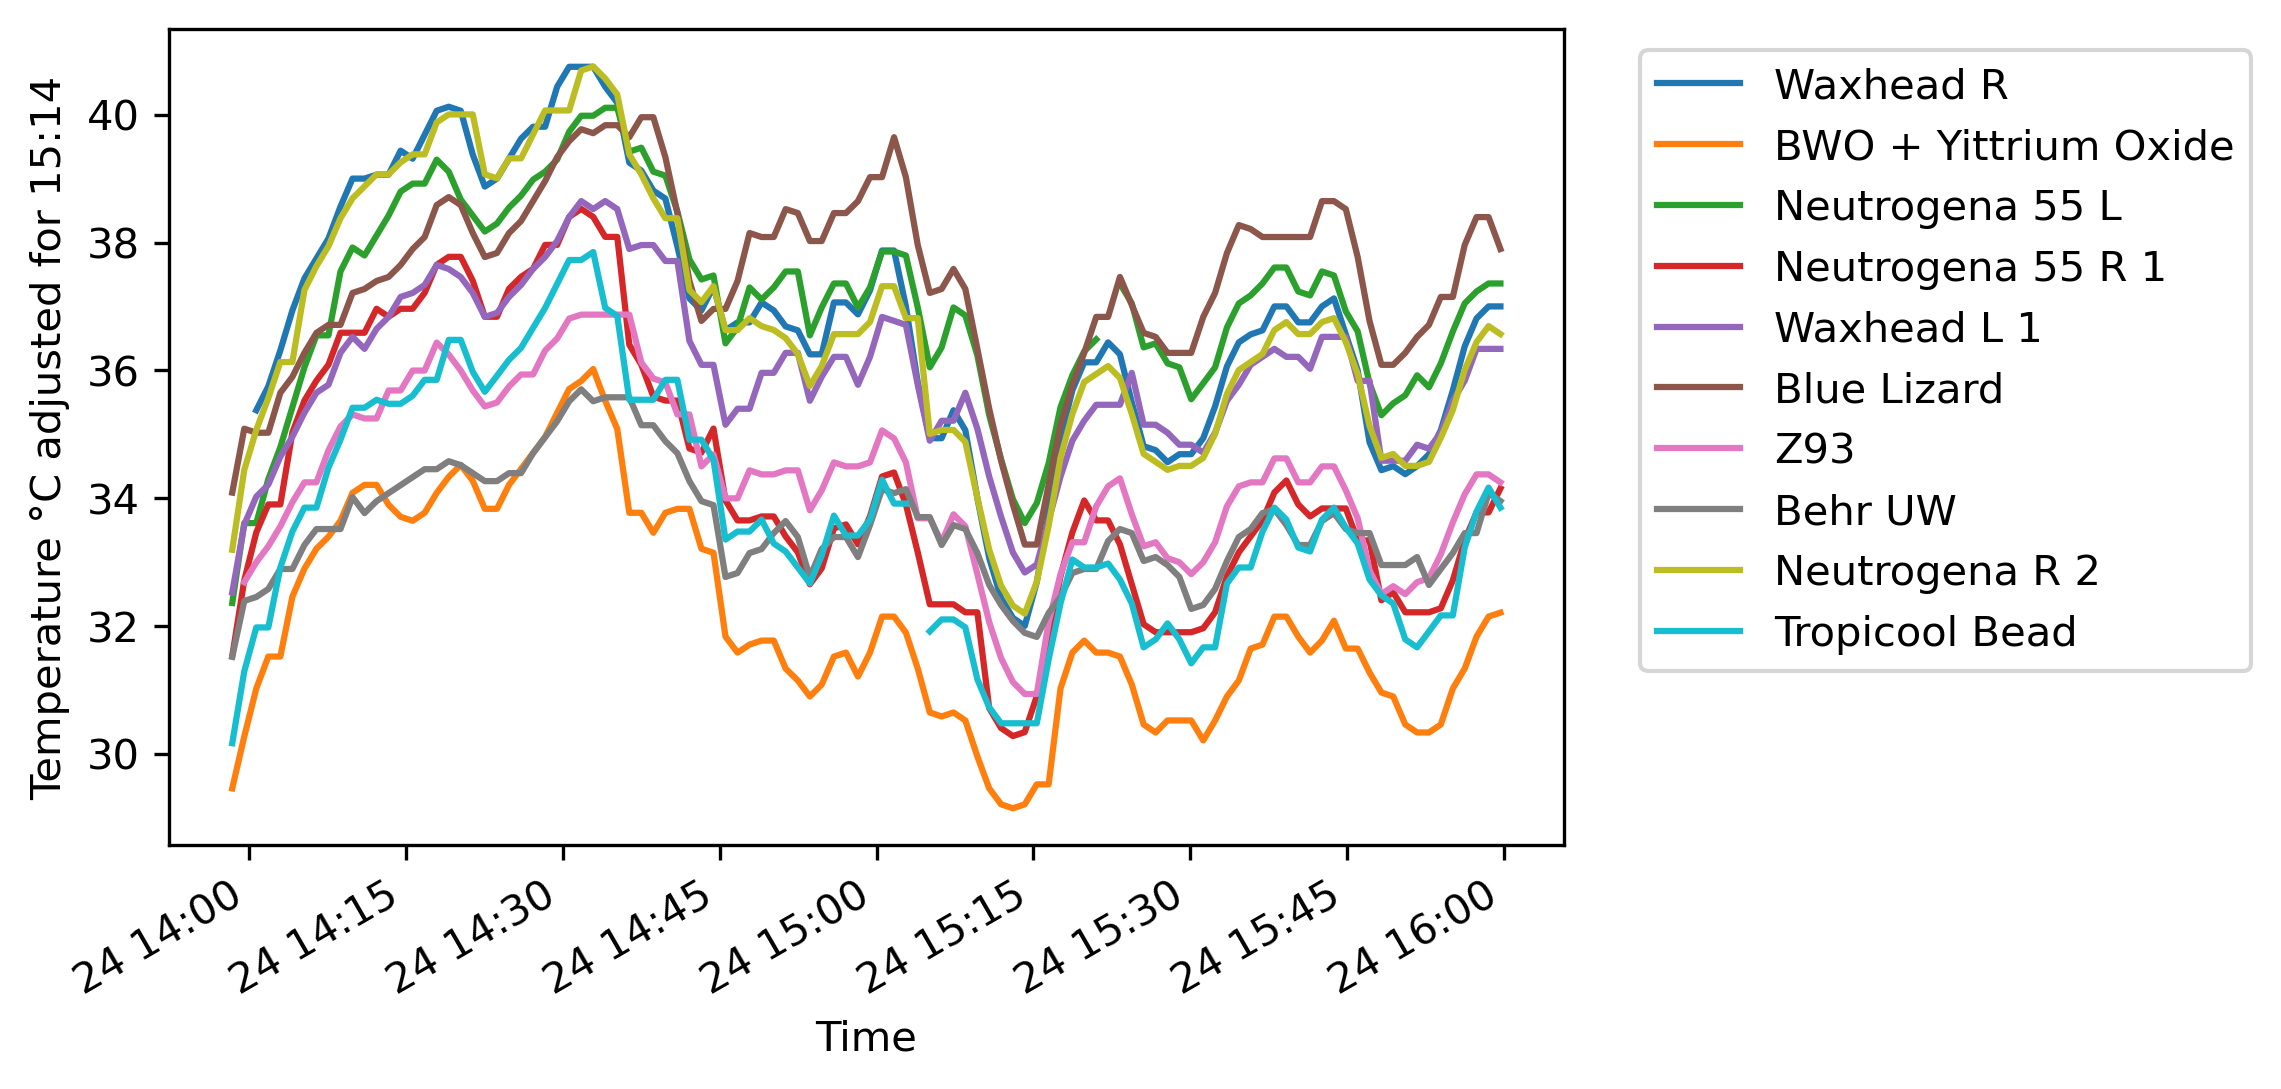 Temperature °C adjusted for 15:14
40
38
36
34
32
30
24 14:00
24 14:15
24 14:30
24 14:45
24 15:00
24 15:15
24 15:30
24 15:45
24 16:00
Time
Waxhead R
BWO + Yittrium Oxide
Neutrogena 55 L
Neutrogena 55 R 1
Waxhead L 1
Blue Lizard
Z93
Behr UW
Neutrogena R 2
Tropicool Bead